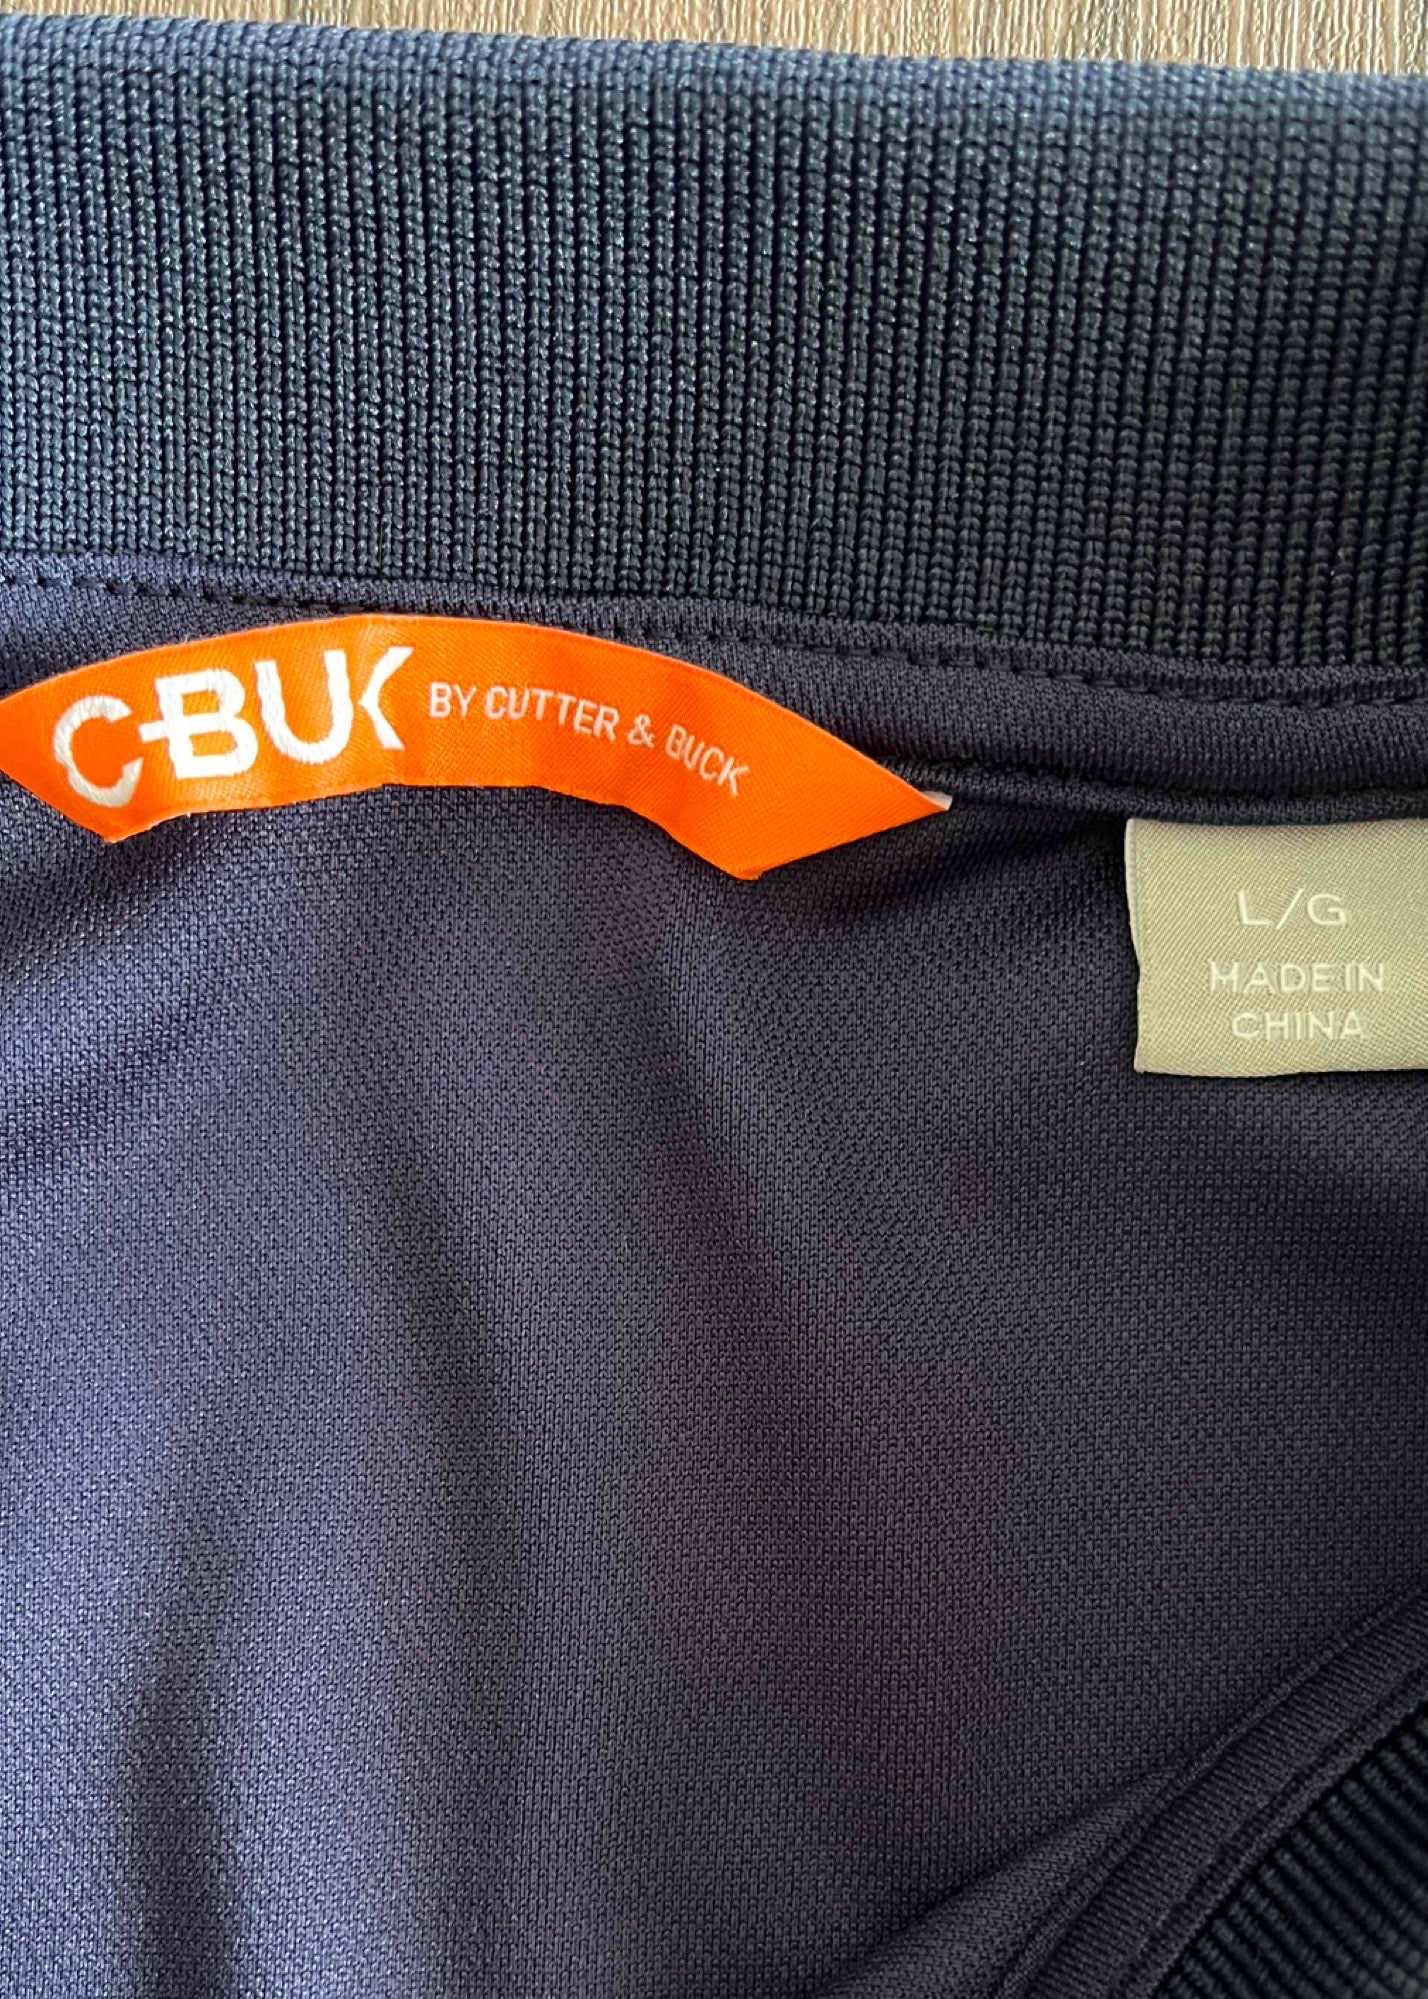 C-BUK BY CUTTER & BUCK
L/G
MADE IN
CHINA